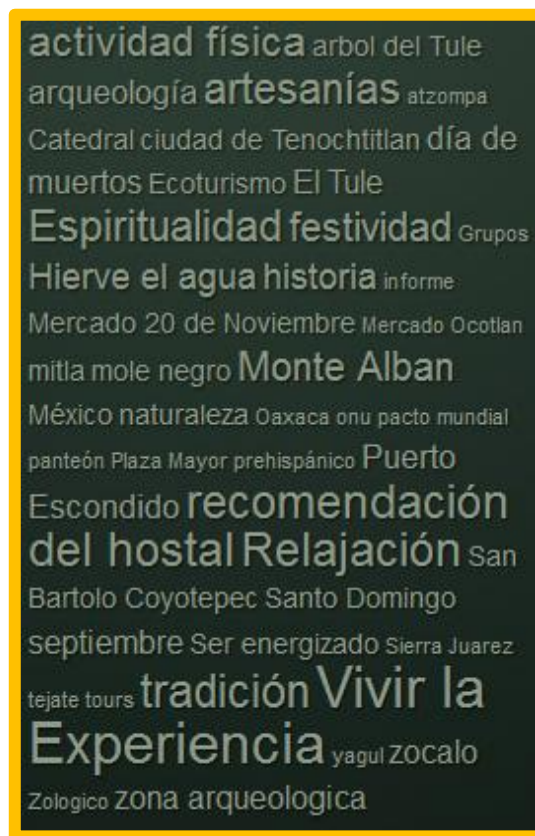 actividad física arbol del Tule
arqueología artesanías atzompa
Catedral ciudad de Tenochtitlan día de
muertos Ecoturismo El Tule
Espiritualidad festividad Grupos
Hierve el agua historia informe
Mercado 20 de Noviembre Mercado Ocotlan
mitla mole negro Monte Alban
México naturaleza Oaxaca onu pacto mundial
panteón Plaza Mayor prehispánico Puerto
Escondido recomendación
del hostal Relajación San
Bartolo Coyotepec Santo Domingo
septiembre Ser energizado Sierra Juarez
tejate tours tradición Vivir la
Experiencia yagul zocalo
Zologico zona arqueologica